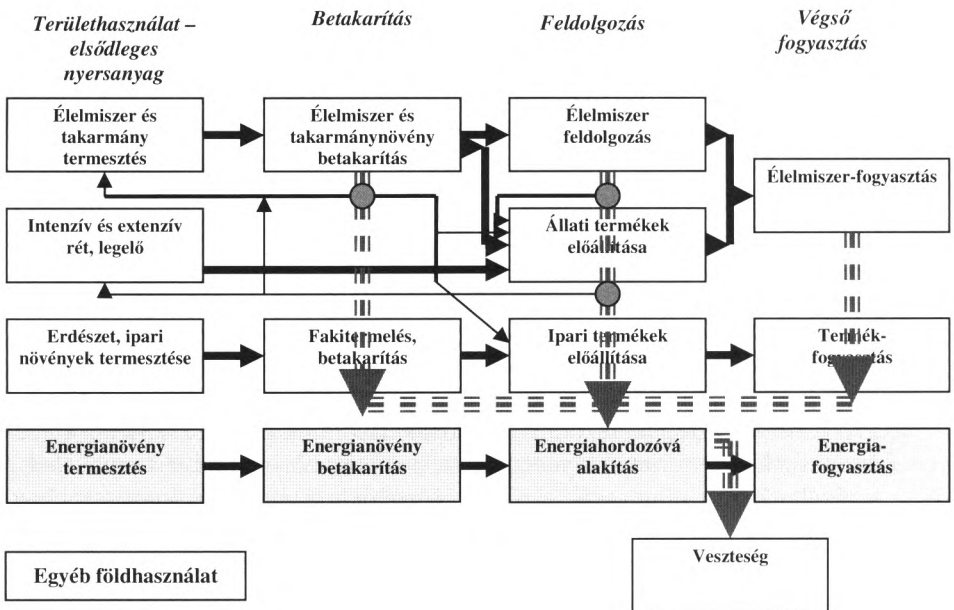 Területhasználat –
elsődleges
nyersanyag
Betakarítás
Feldolgozás
Végső
fogyasztás
Élelmiszer és
takarmány
termesztés
Élelmiszer és
takarmánynövény
betakarítás
Élelmiszer
feldolgozás
Élelmiszer-fogyasztás
Intenzív és extenzív
rét, legelő
Állati termékek
előállítása
Erdészet, ipari
növények termesztése
Fakitermelés,
betakarítás
Ipari termékek
előállítása
Termék-
fogyasztás
Energianövény
termesztés
Energianövény
betakarítás
Energiahordozóvá
alakítás
Energia-
fogyasztás
Egyéb földhasználat
Veszteség